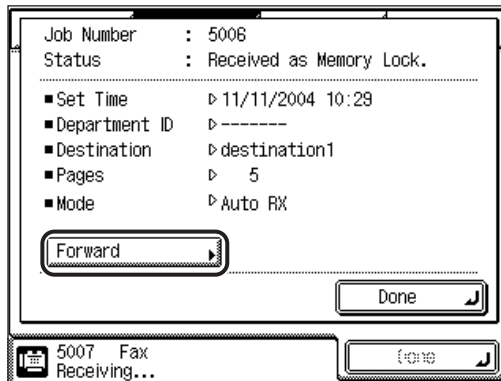 Job Number : 5006
Status : Received as Memory Lock.
■Set Time ▷11/11/2004 10:29
■Department ID ▷-------
■Destination ▷destination1
■Pages ▷ 5
■Mode ▷Auto RX
Forward
Done
5007 Fax
Receiving...
Done